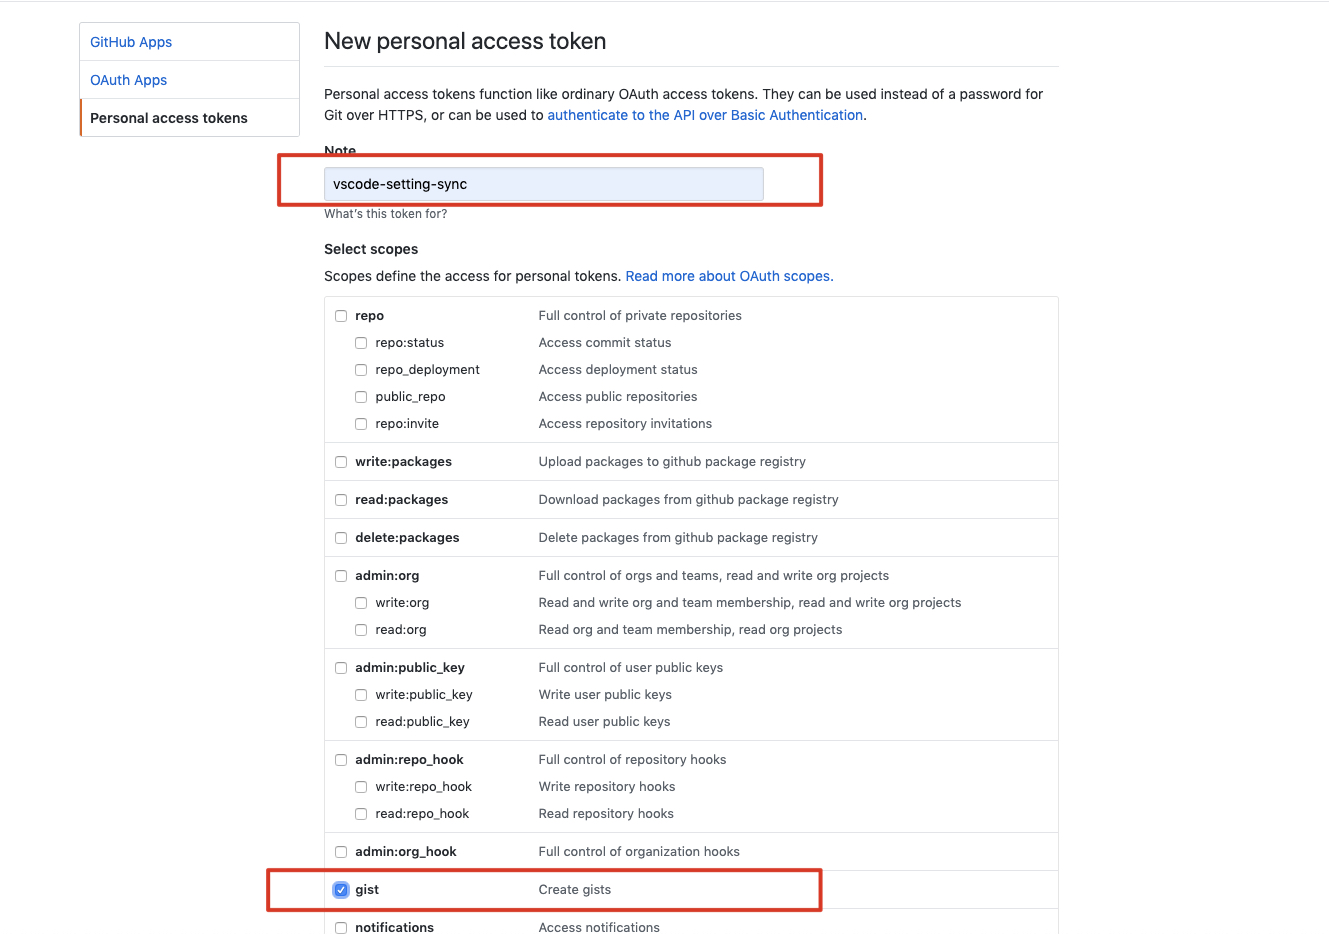 GitHub Apps
OAuth Apps
Personal access tokens
New personal access token
Personal access tokens function like ordinary OAuth access tokens. They can be used instead of a password for
Git over HTTPS, or can be used to authenticate to the API over Basic Authentication.
Note
vscode-setting-sync
What's this token for?
Select scopes
Scopes define the access for personal tokens. Read more about OAuth scopes.
repo Full control of private repositories
repo:status Access commit status
repo_deployment Access deployment status
public_repo Access public repositories
repo:invite Access repository invitations
write:packages Upload packages to github package registry
read:packages Download packages from github package registry
delete:packages Delete packages from github package registry
admin:org Full control of orgs and teams, read and write org projects
write:org Read and write org and team membership, read and write org projects
read:org Read org and team membership, read org projects
admin:public_key Full control of user public keys
write:public_key Write user public keys
read:public_key Read user public keys
admin:repo_hook Full control of repository hooks
write:repo_hook Write repository hooks
read:repo_hook Read repository hooks
admin:org_hook Full control of organization hooks
gist Create gists
notifications Access notifications